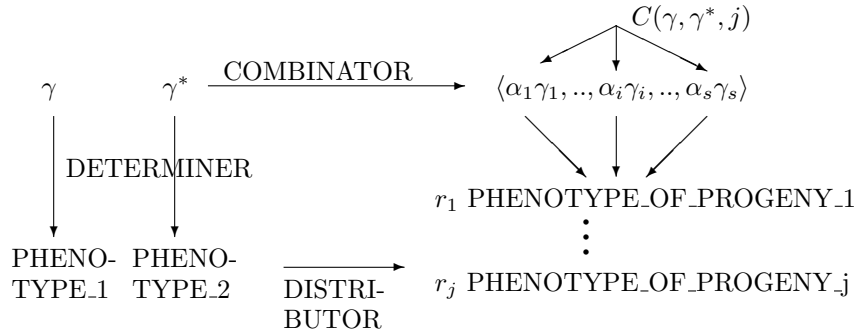 C(γ, γ*, j)
γ γ* COMBINATOR ⟨α₁γ₁, .., αᵢγᵢ, .., αₛγₛ⟩
DETERMINER
r₁ PHENOTYPE_OF_PROGENY_1
PHENO- PHENO-
TYPE_1 TYPE_2
DISTRI-
BUTOR
rⱼ PHENOTYPE_OF_PROGENY_j